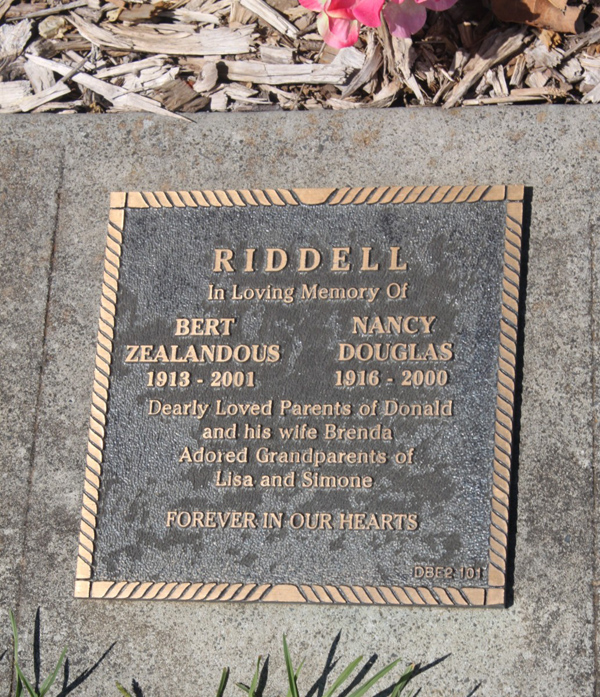 RIDDELL
In Loving Memory Of
BERT NANCY
ZEALANDOUS DOUGLAS
1913 - 2001 1916 - 2000
Dearly Loved Parents of Donald
and his wife Brenda
Adored Grandparents of
Lisa and Simone
FOREVER IN OUR HEARTS
DBE2 101